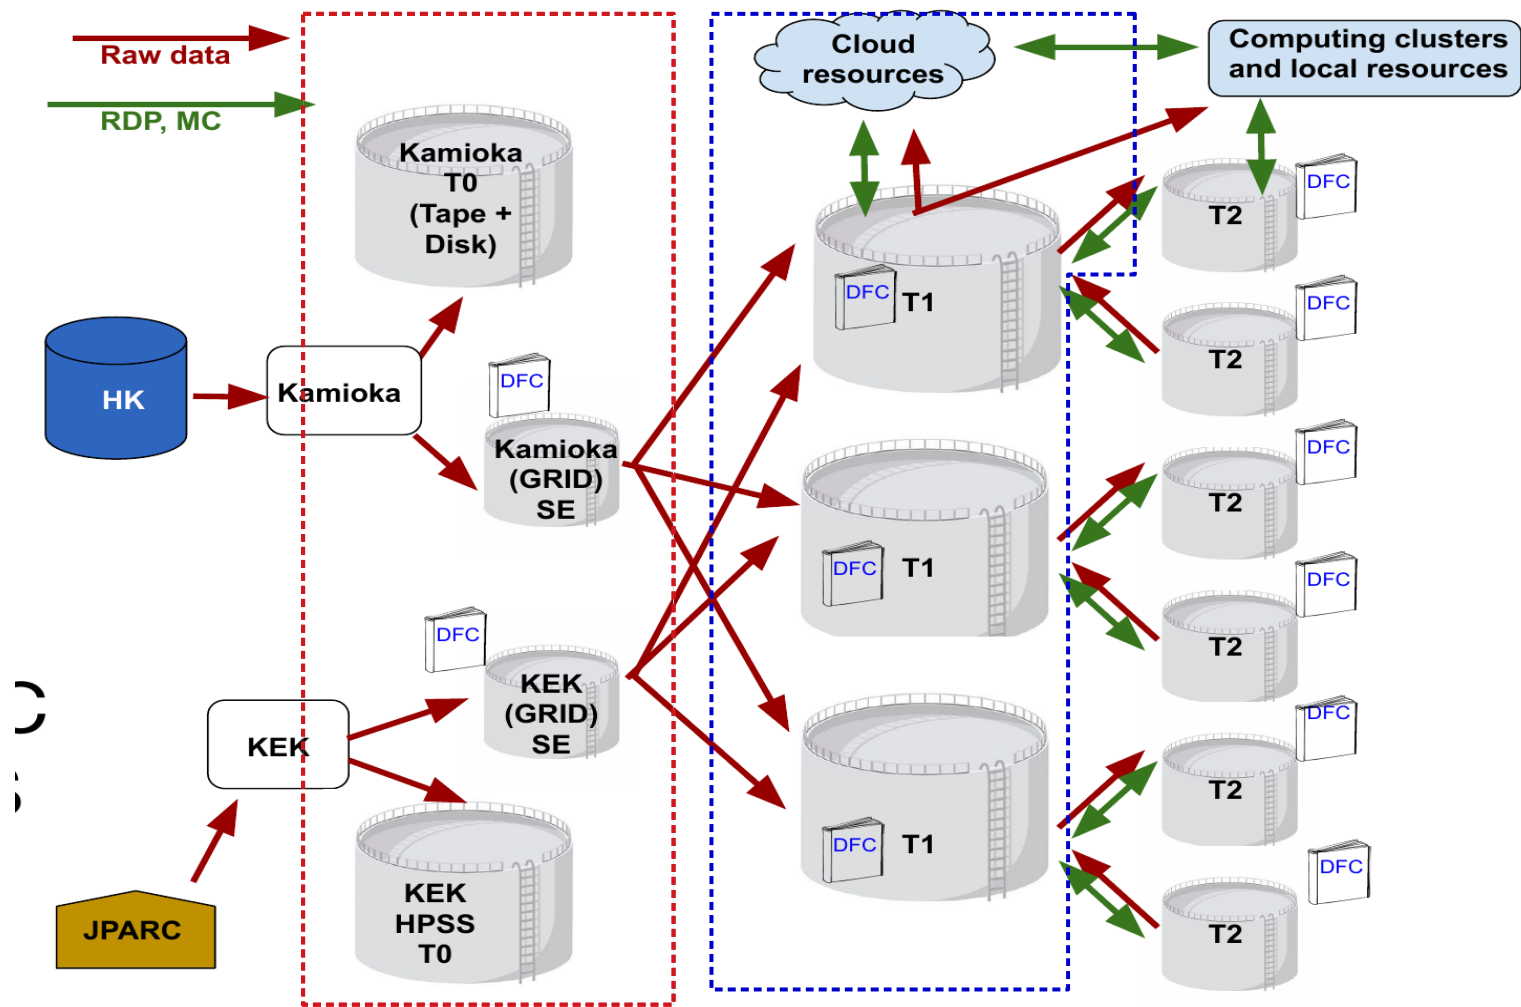 Raw data
RDP, MC
Kamioka
T0
(Tape +
Disk)
HK
Kamioka
DFC
Kamioka
(GRID)
SE
DFC
KEK
(GRID)
SE
KEK
JPARC
KEK
HPSS
T0
Cloud
resources
Computing clusters
and local resources
DFC
T1
DFC
T1
DFC
T1
T2
DFC
T2
DFC
T2
DFC
T2
DFC
T2
DFC
T2
DFC